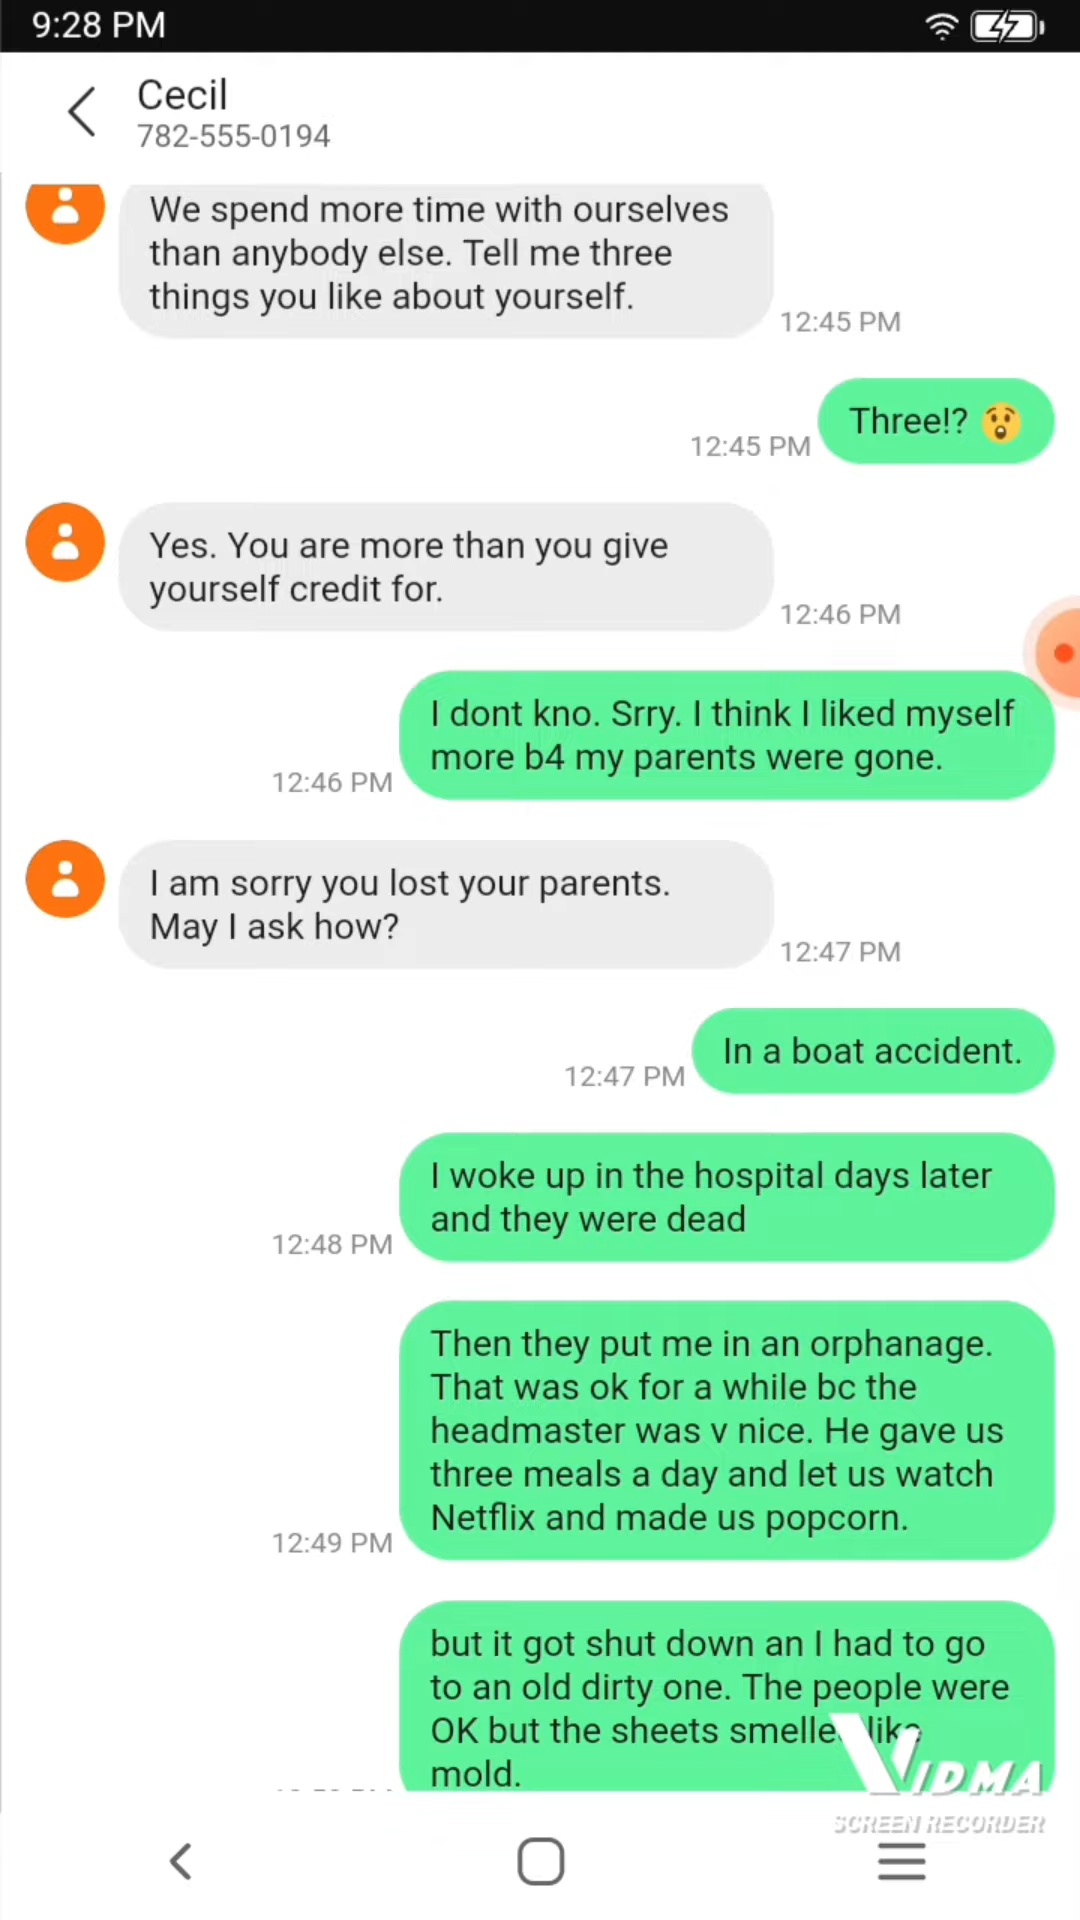 9:28 PM
Cecil
782-555-0194
We spend more time with ourselves
than anybody else. Tell me three
things you like about yourself.
12:45 PM
Three!? 😲
12:45 PM
Yes. You are more than you give
yourself credit for.
12:46 PM
I dont kno. Srry. I think I liked myself
more b4 my parents were gone.
12:46 PM
I am sorry you lost your parents.
May I ask how?
12:47 PM
In a boat accident.
12:47 PM
I woke up in the hospital days later
and they were dead
12:48 PM
Then they put me in an orphanage.
That was ok for a while bc the
headmaster was v nice. He gave us
three meals a day and let us watch
Netflix and made us popcorn.
12:49 PM
but it got shut down an I had to go
to an old dirty one. The people were
OK but the sheets smelled like
mold.
VIDMA
SCREEN RECORDER